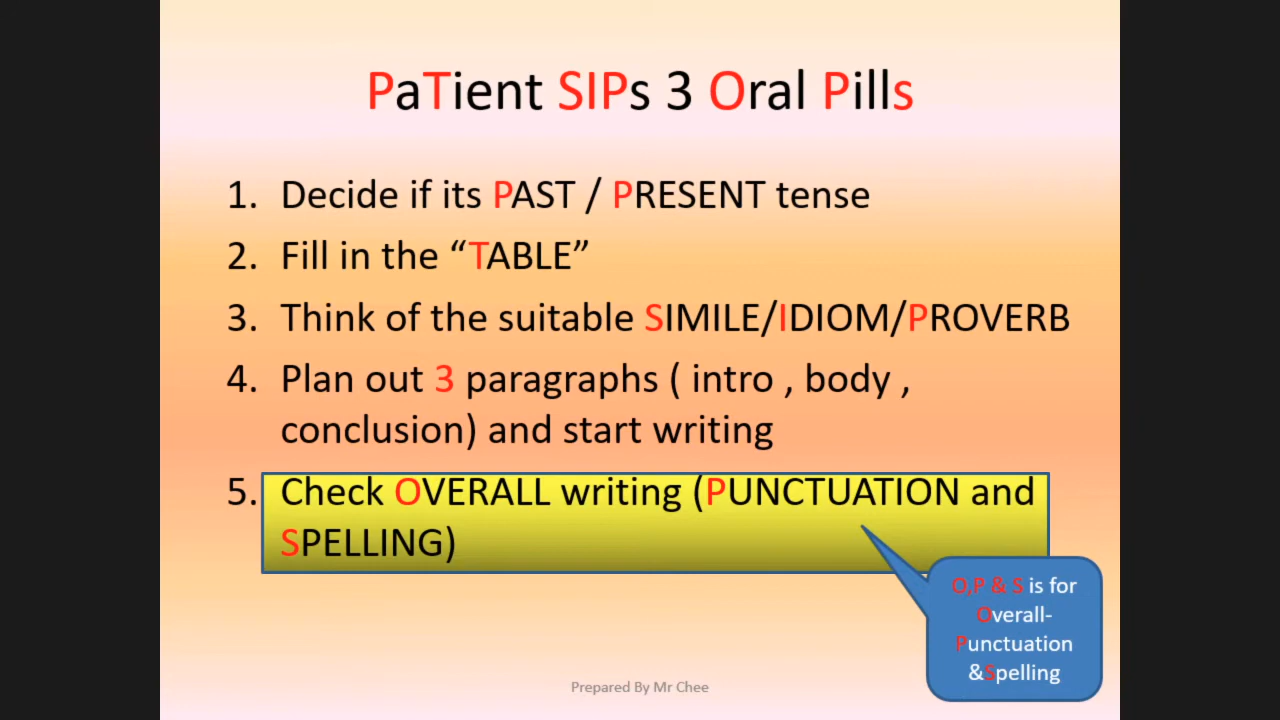 PaTient SIPs 3 Oral Pills
1. Decide if its PAST / PRESENT tense
2. Fill in the “TABLE”
3. Think of the suitable SIMILE/IDIOM/PROVERB
4. Plan out 3 paragraphs ( intro , body ,
conclusion) and start writing
5. Check OVERALL writing (PUNCTUATION and
SPELLING)
O,P & S is for
Overall-
Punctuation
&Spelling
Prepared By Mr Chee